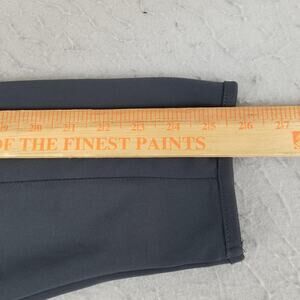 19 20 21 22 23 24 25 26 27
OF THE FINEST PAINTS